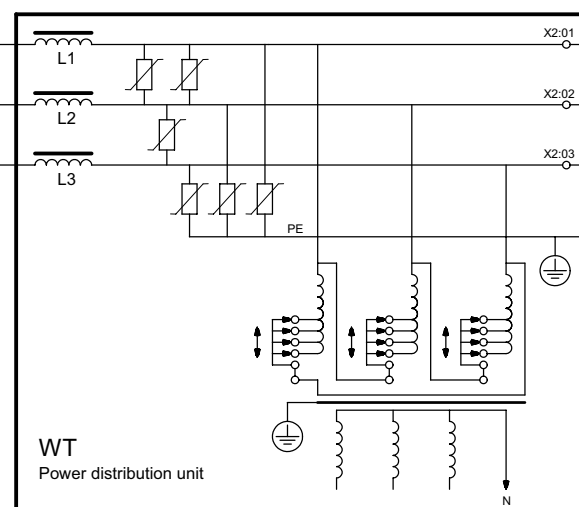 X2:01
L1
X2:02
L2
X2:03
L3
PE
WT
Power distribution unit
N